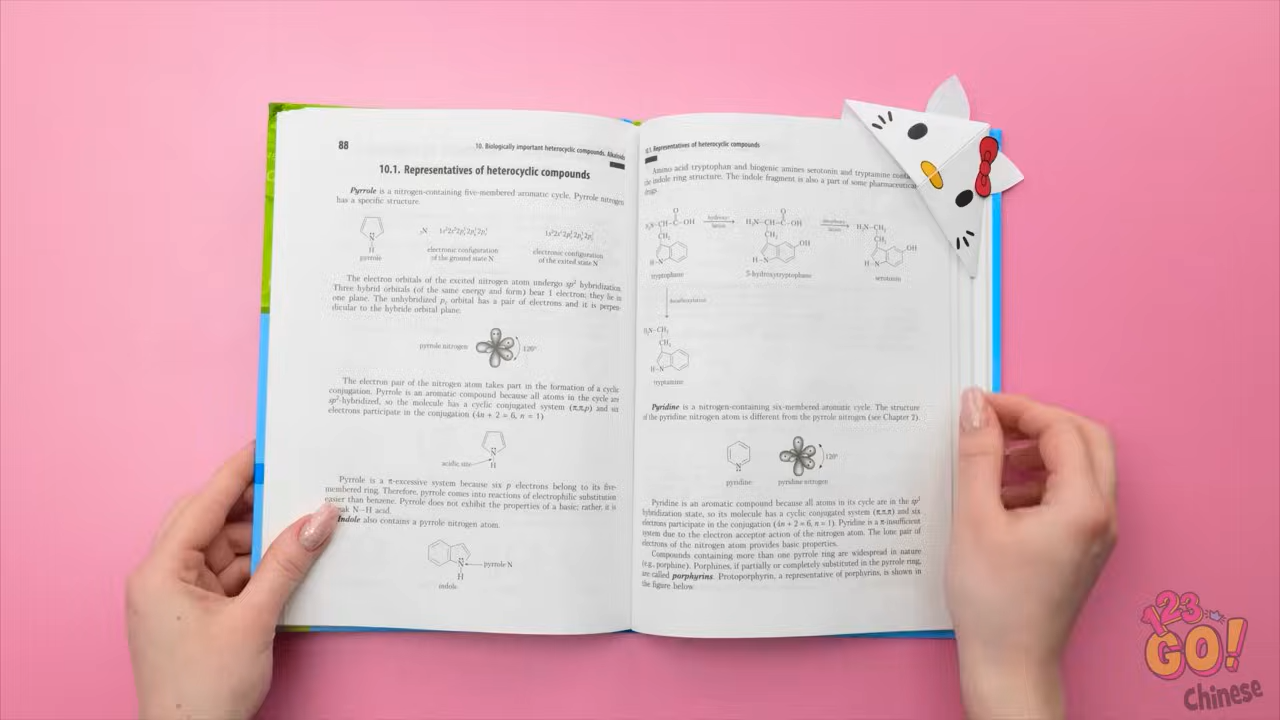 88
10. Biologically important heterocyclic compounds. Alkaloids
10.1. Representatives of heterocyclic compounds
Pyrrole is a nitrogen-containing five-membered aromatic cycle. Pyrrole nitrogen
has a specific structure.
N
H
pyrrole
electronic configuration
of the ground state N
electronic configuration
of the exited state N
The electron orbitals of the excited nitrogen atom undergo sp² hybridization.
Three hybrid orbitals (of the same energy and form) bear 1 electron; they lie in
one plane. The unhybridized p orbital has a pair of electrons and it is perpen-
dicular to the hybride orbital plane.
pyrrole nitrogen
120°
The electron pair of the nitrogen atom takes part in the formation of a cyclic
conjugation. Pyrrole is an aromatic compound because all atoms in the cycle are
sp²-hybridized, so the molecule has a cyclic conjugated system (π,π,p) and six
electrons participate in the conjugation (4n + 2 = 6, n = 1)
N
acidic size
H
Pyrrole is a π-excessive system because six p electrons belong to its five-
membered ring. Therefore, pyrrole comes into reactions of electrophilic substitution
easier than benzene. Pyrrole does not exhibit the properties of a basic; rather, it is
weak N–H acid.
Indole also contains a pyrrole nitrogen atom.
N
pyrrole N
H
indole
10.1. Representatives of heterocyclic compounds
Amino acid tryptophan and biogenic amines serotonin and tryptamine
the indole ring structure. The indole fragment is also a part of some pharmaceutical
drugs.
H₂N–CH–C–OH
H₂N–CH–C–OH
H₂N–CH₂
tryptophane
5-hydroxytryptophane
serotonin
decarboxylation
H₂N–CH₂
CH₂
H–N
tryptamine
Pyridine is a nitrogen-containing six-membered aromatic cycle. The structure
of the pyridine nitrogen atom is different from the pyrrole nitrogen (see Chapter 7).
N
120°
pyridine
pyridine nitrogen
Pyridine is an aromatic compound because all atoms in its cycle are in the sp²
hybridization state, so its molecule has a cyclic conjugated system (π,π,π) and six
electrons participate in the conjugation (4n + 2 = 6, n = 1). Pyridine is a π-insufficient
system due to the electron acceptor action of the nitrogen atom. The lone pair of
electrons of the nitrogen atom provides basic properties.
Compounds containing more than one pyrrole ring are widespread in nature
(e.g., porphine). Porphines, if partially or completely substituted in the pyrrole ring,
are called porphyrins. Protoporphyrin, a representative of porphyrins, is shown in
the figure below.
123
GO!
Chinese